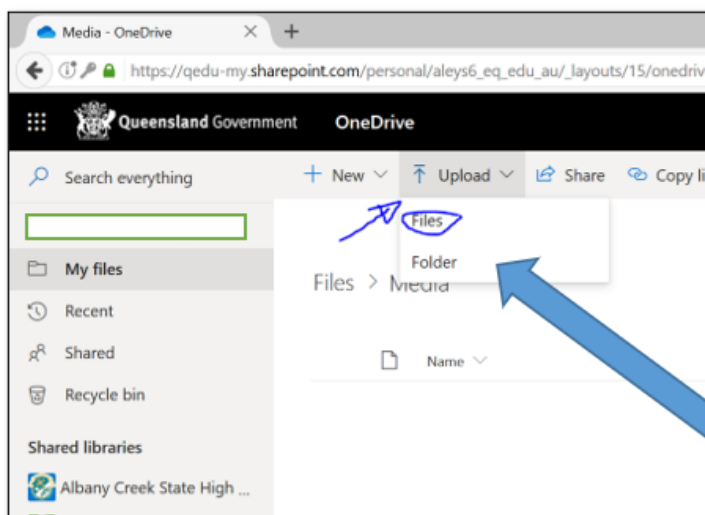 Media - OneDrive
https://qedu-my.sharepoint.com/personal/aleys6_eq_edu_au/_layouts/15/onedriv
Queensland Government OneDrive
Search everything
New Upload Share Copy li
Files
Folder
My files
Files > Media
Recent
Shared
Name
Recycle bin
Shared libraries
Albany Creek State High ...